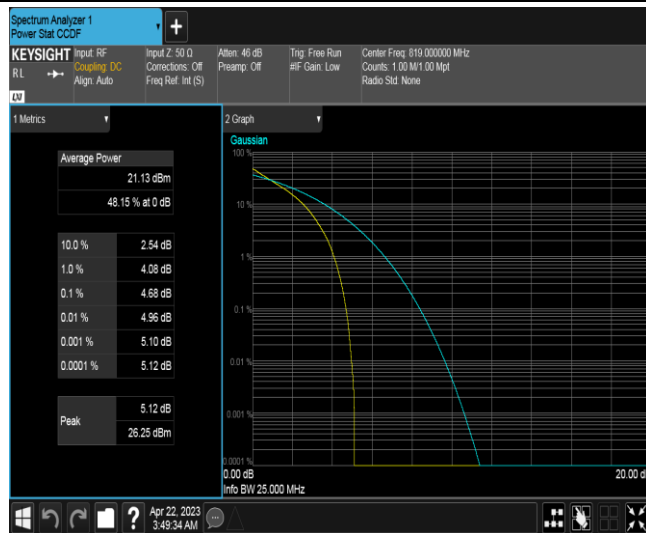 Spectrum Analyzer 1
Power Stat CCDF
KEYSIGHT
RL
Input: RF
Coupling: DC
Align: Auto
Input Z: 50 Ω
Corrections: Off
Freq Ref: Int (S)
Atten: 46 dB
Preamp: Off
Trig: Free Run
#IF Gain: Low
Center Freq: 819.000000 MHz
Counts: 1.00 M/1.00 Mpt
Radio Std: None
1 Metrics
Average Power
21.13 dBm
48.15 % at 0 dB
10.0 % 2.54 dB
1.0 % 4.08 dB
0.1 % 4.68 dB
0.01 % 4.96 dB
0.001 % 5.10 dB
0.0001 % 5.12 dB
Peak
5.12 dB
26.25 dBm
2 Graph
Gaussian
100 %
10 %
1 %
0.1 %
0.01 %
0.001 %
0.0001 %
0.00 dB
20.00 d
Info BW 25.000 MHz
?
Apr 22, 2023
3:49:34 AM